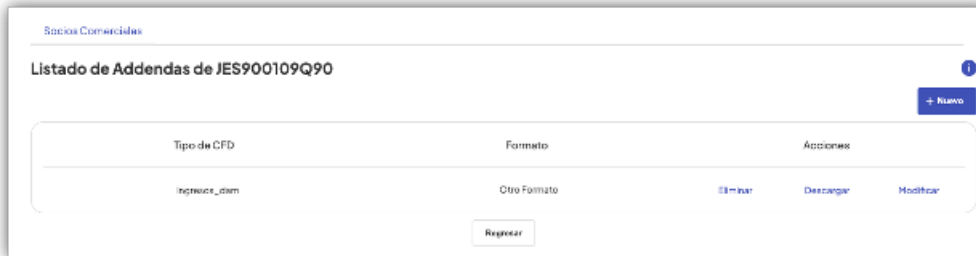 Socios Comerciales
Listado de Addendas de JES900109Q90
i
+ Nuevo
Tipo de CFD Formato Acciones
ingresos_dsm Otro Formato Eliminar Descargar Modificar
Regresar